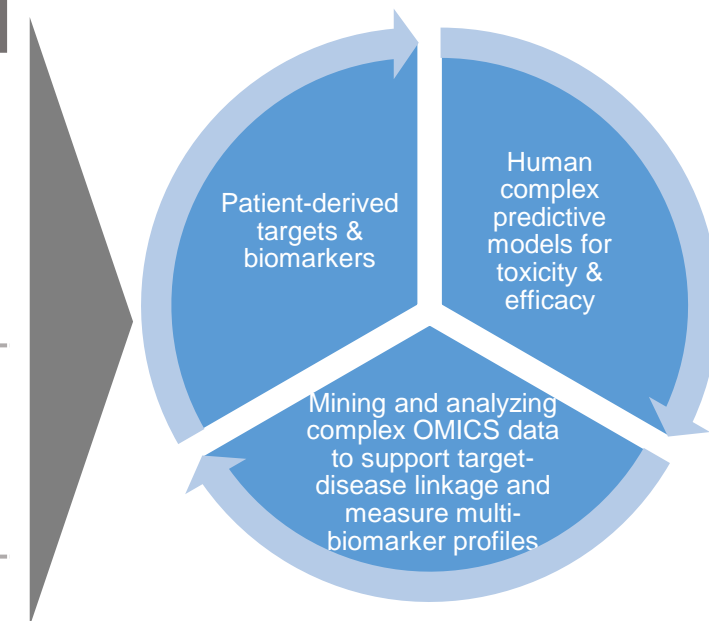 Patient-derived
targets &
biomarkers
Human
complex
predictive
models for
toxicity &
efficacy
Mining and analyzing
complex OMICS data
to support target-
disease linkage and
measure multi-
biomarker profiles